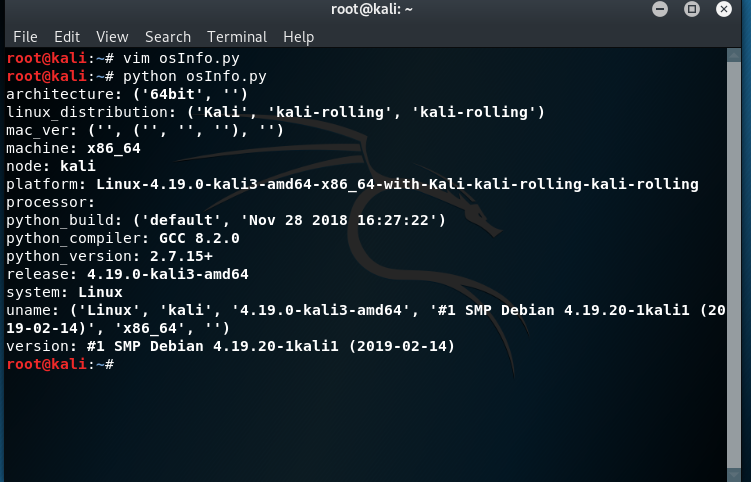 root@kali: ~
File Edit View Search Terminal Help
root@kali:~# vim osInfo.py
root@kali:~# python osInfo.py
architecture: ('64bit', '')
linux_distribution: ('Kali', 'kali-rolling', 'kali-rolling')
mac_ver: ('', ('', '', ''), '')
machine: x86_64
node: kali
platform: Linux-4.19.0-kali3-amd64-x86_64-with-Kali-kali-rolling-kali-rolling
processor:
python_build: ('default', 'Nov 28 2018 16:27:22')
python_compiler: GCC 8.2.0
python_version: 2.7.15+
release: 4.19.0-kali3-amd64
system: Linux
uname: ('Linux', 'kali', '4.19.0-kali3-amd64', '#1 SMP Debian 4.19.20-1kali1 (20
19-02-14)', 'x86_64', '')
version: #1 SMP Debian 4.19.20-1kali1 (2019-02-14)
root@kali:~#